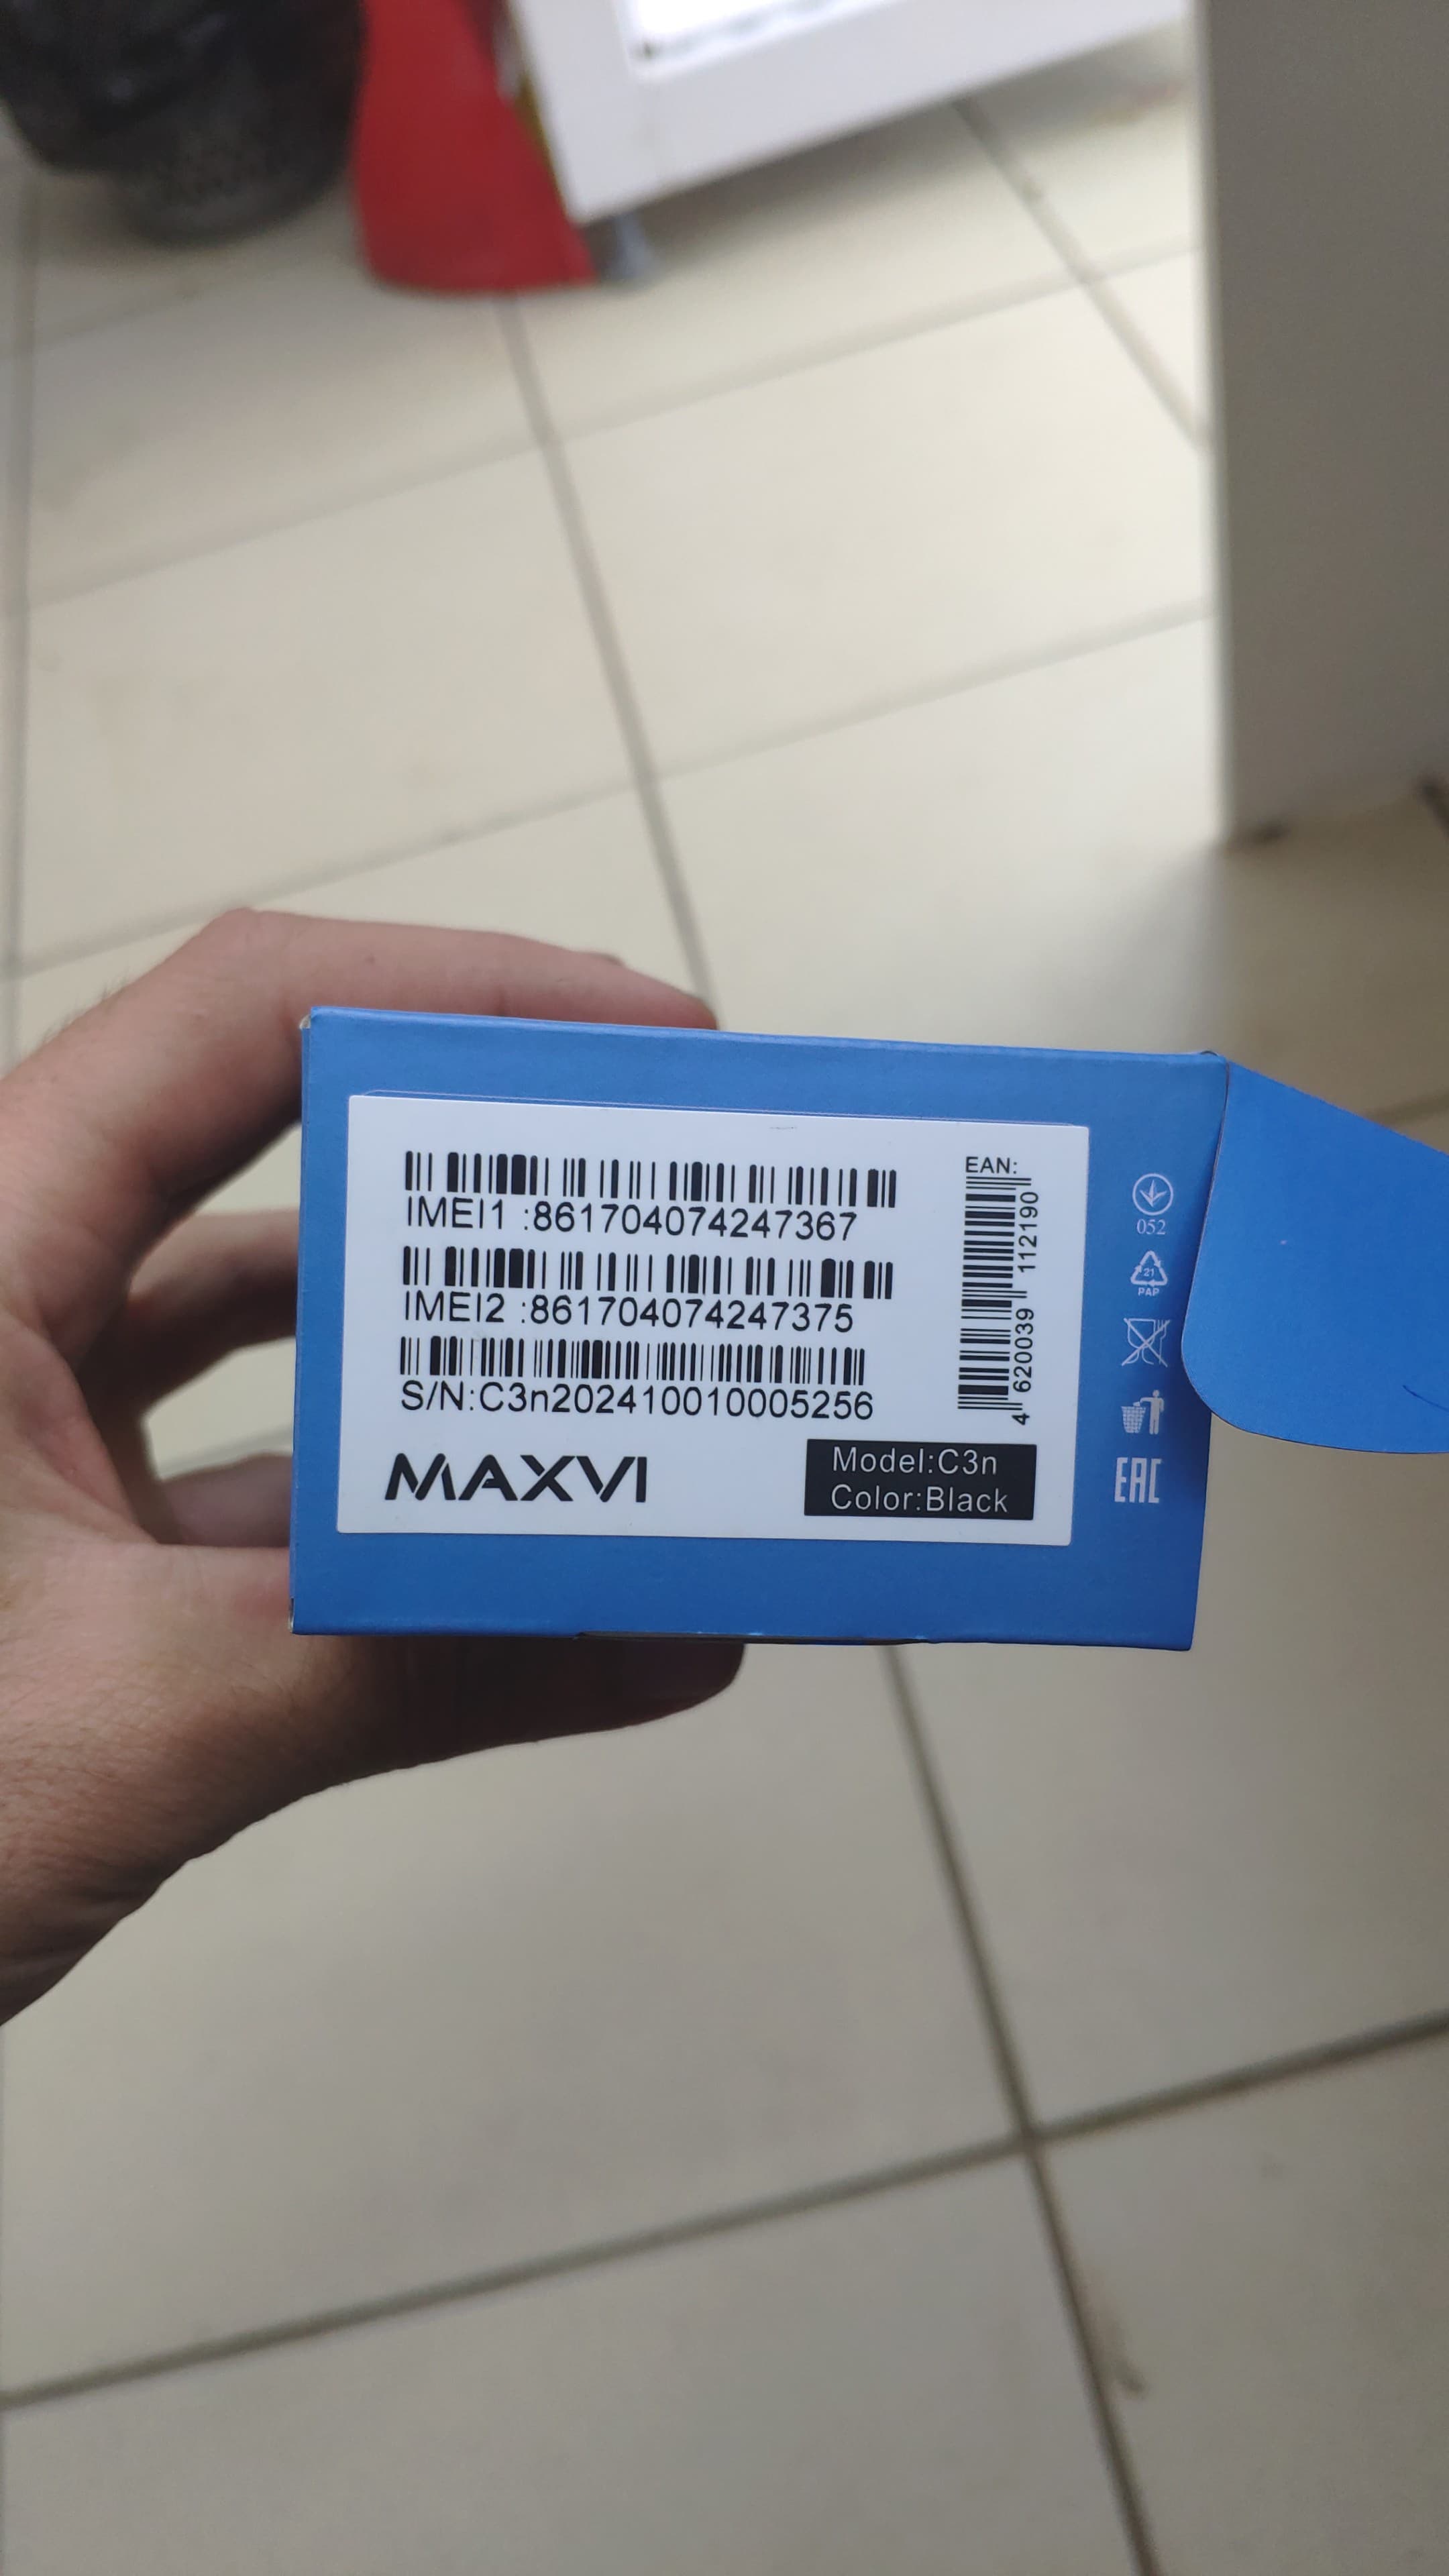 IMEI1 :861704074247367
IMEI2 :861704074247375
S/N:C3n202410010005256
MAXVI
Model:C3n
Color:Black
EAN:
4 620039 112190
052
21
PAP
EAC